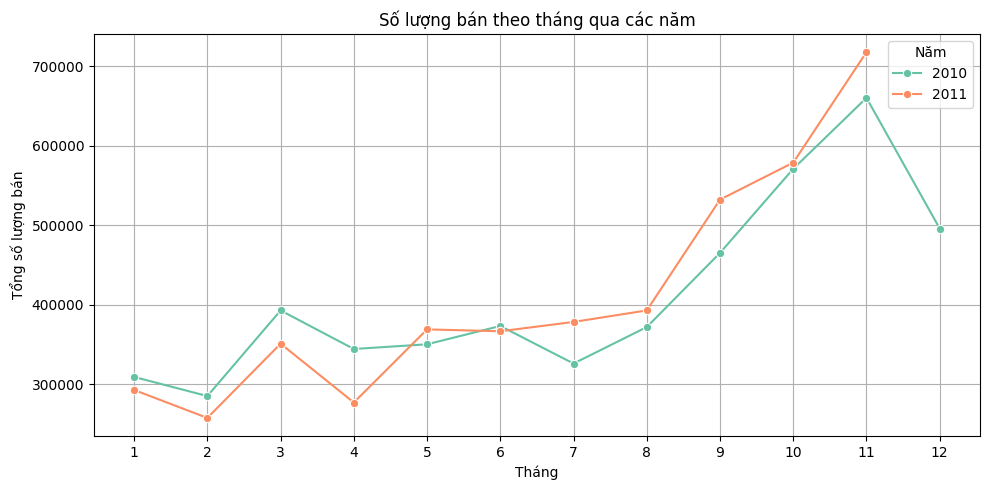 Số lượng bán theo tháng qua các năm
Năm
2010
2011
700000
600000
500000
400000
300000
Tổng số lượng bán
1 2 3 4 5 6 7 8 9 10 11 12
Tháng